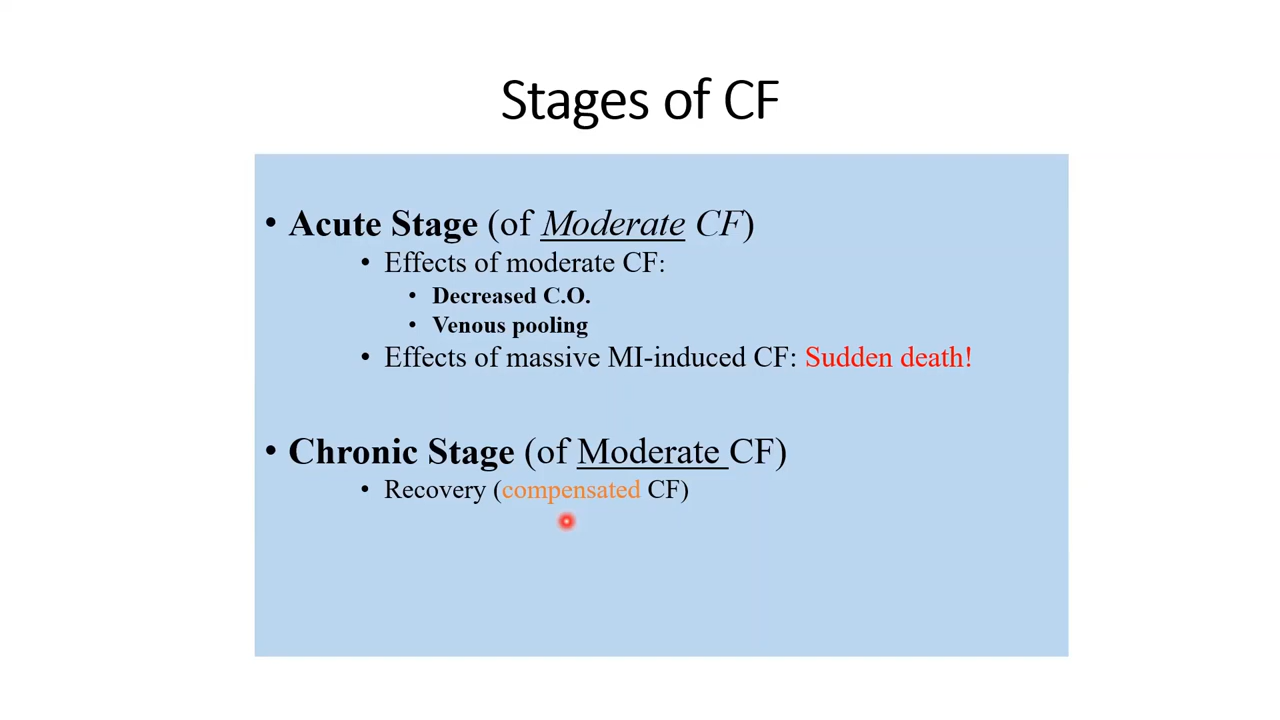 Stages of CF
• Acute Stage (of Moderate CF)
• Effects of moderate CF:
• Decreased C.O.
• Venous pooling
• Effects of massive MI-induced CF: Sudden death!
• Chronic Stage (of Moderate CF)
• Recovery (compensated CF)